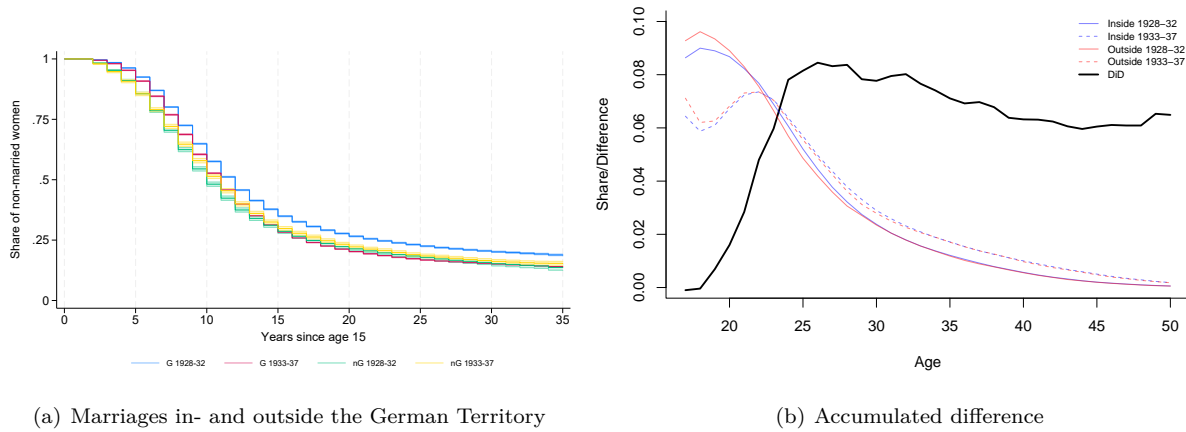 1
.75
.5
.25
0
Share of non-married women
0 5 10 15 20 25 30 35
Years since age 15
G 1928-32 G 1933-37 nG 1928-32 nG 1933-37
(a) Marriages in- and outside the German Territory
0.10
0.08
0.06
0.04
0.02
0.00
Share/Difference
Inside 1928–32
Inside 1933–37
Outside 1928–32
Outside 1933–37
DiD
20 25 30 35 40 45 50
Age
(b) Accumulated difference